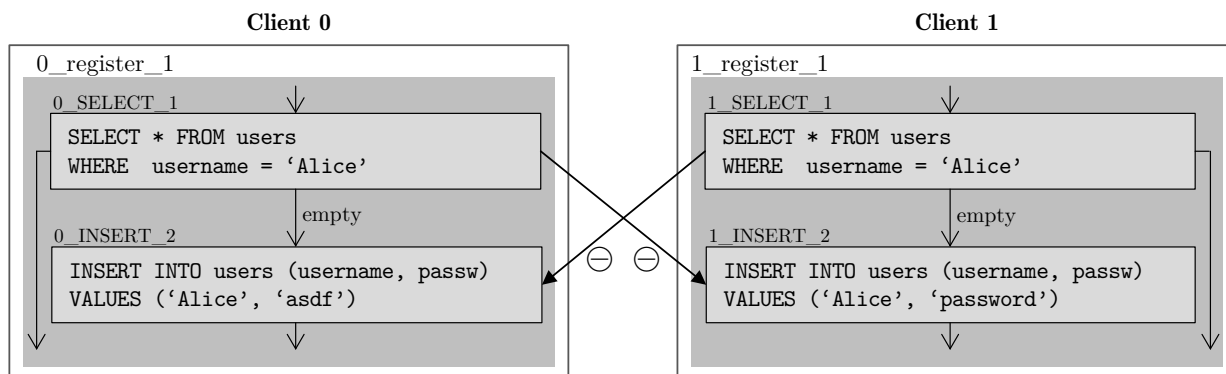 Client 0
0_register_1
0_SELECT_1
SELECT * FROM users
WHERE  username = ‘Alice’
empty
0_INSERT_2
INSERT INTO users (username, passw)
VALUES (‘Alice’, ‘asdf’)
Client 1
1_register_1
1_SELECT_1
SELECT * FROM users
WHERE  username = ‘Alice’
empty
1_INSERT_2
INSERT INTO users (username, passw)
VALUES (‘Alice’, ‘password’)